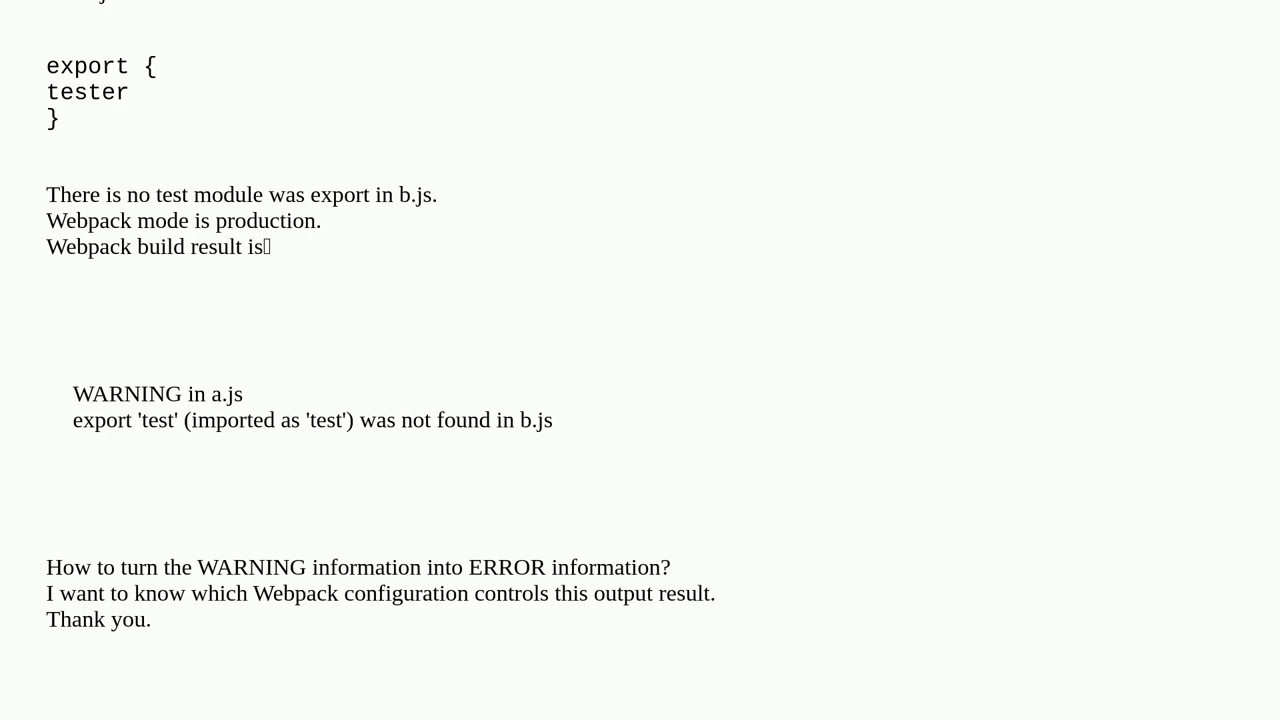 export {
tester
}
There is no test module was export in b.js.
Webpack mode is production.
Webpack build result is
WARNING in a.js
export 'test' (imported as 'test') was not found in b.js
How to turn the WARNING information into ERROR information?
I want to know which Webpack configuration controls this output result.
Thank you.